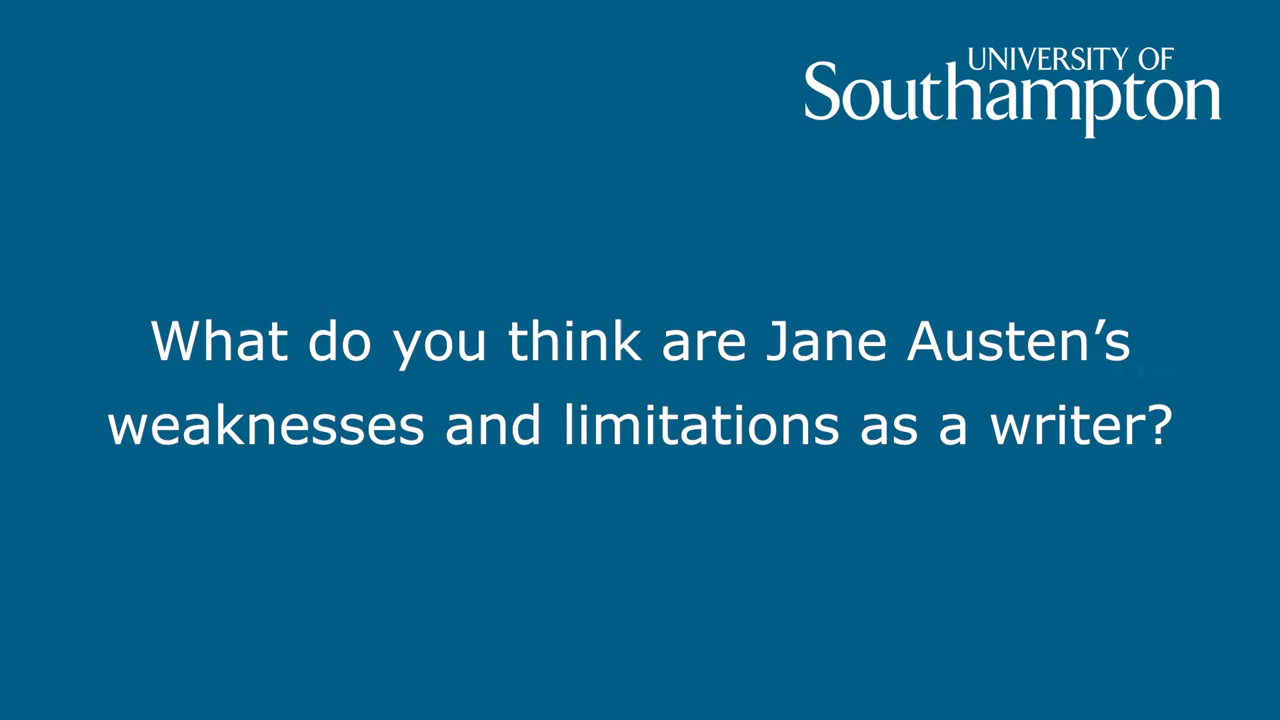 UNIVERSITY OF
Southampton
What do you think are Jane Austen’s
weaknesses and limitations as a writer?